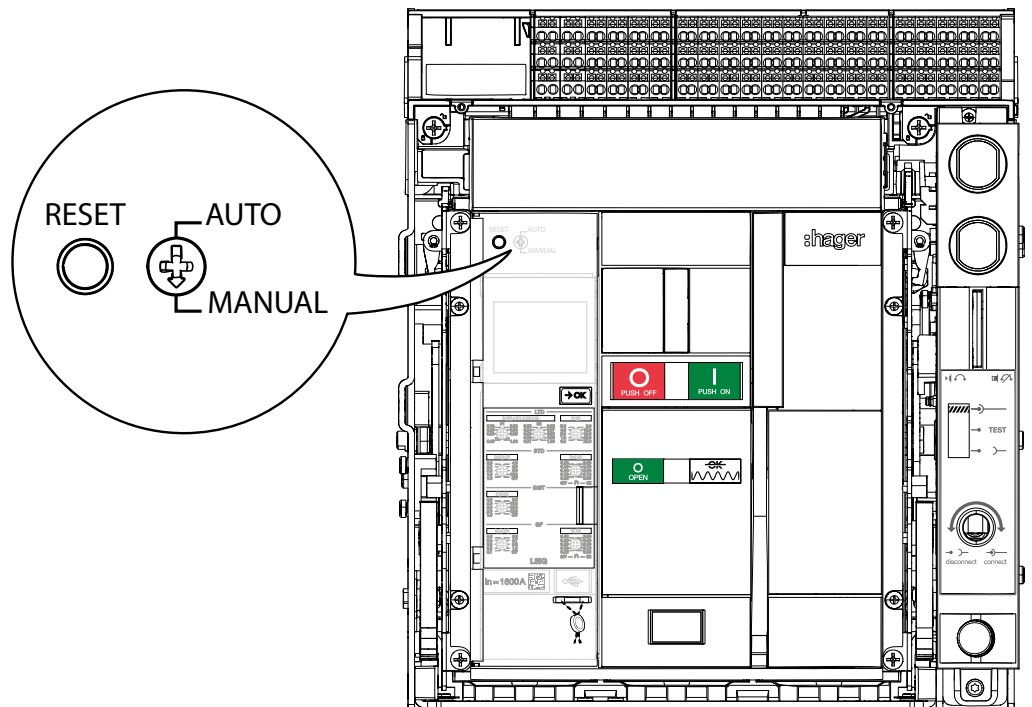 RESET
AUTO
MANUAL
RESET
AUTO
MANUAL
:hager
O
PUSH OFF
I
PUSH ON
→OK
LTD
O
OPEN
OK
STD
INST
GF
LSIG
In=1600A
TEST
disconnect
connect